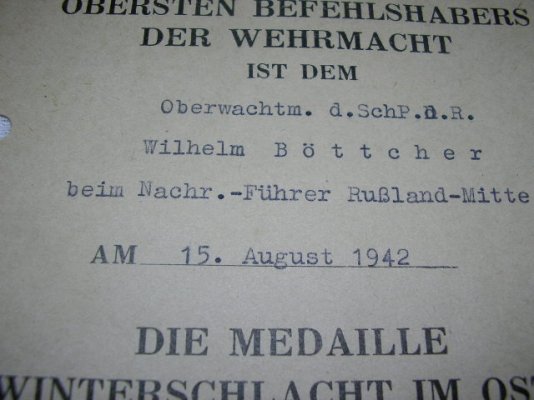 OBERSTEN BEFEHLSHABERS
DER WEHRMACHT
IST DEM
Oberwachtm. d.SchP.d.R.
Wilhelm B ö t t c h e r
beim Nachr.-Führer Rußland-Mitte
AM 15. August 1942
DIE MEDAILLE
WINTERSCHLACHT IM OST